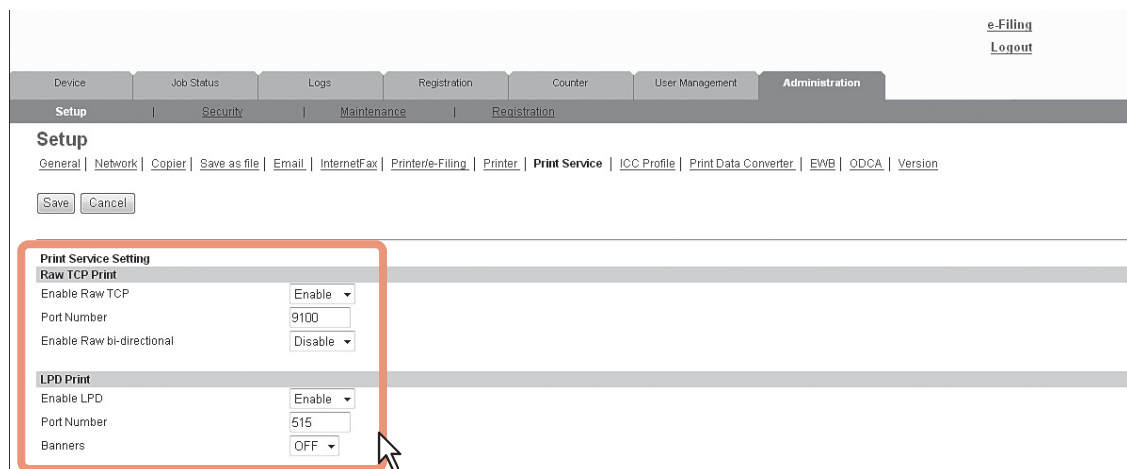 e-Filing
Logout
Device Job Status Logs Registration Counter User Management Administration
Setup | Security | Maintenance | Registration
Setup
General | Network | Copier | Save as file | Email | InternetFax | Printer/e-Filing | Printer | Print Service | ICC Profile | Print Data Converter | EWB | ODCA | Version
Save Cancel
Print Service Setting
Raw TCP Print
Enable Raw TCP Enable
Port Number 9100
Enable Raw bi-directional Disable
LPD Print
Enable LPD Enable
Port Number 515
Banners OFF